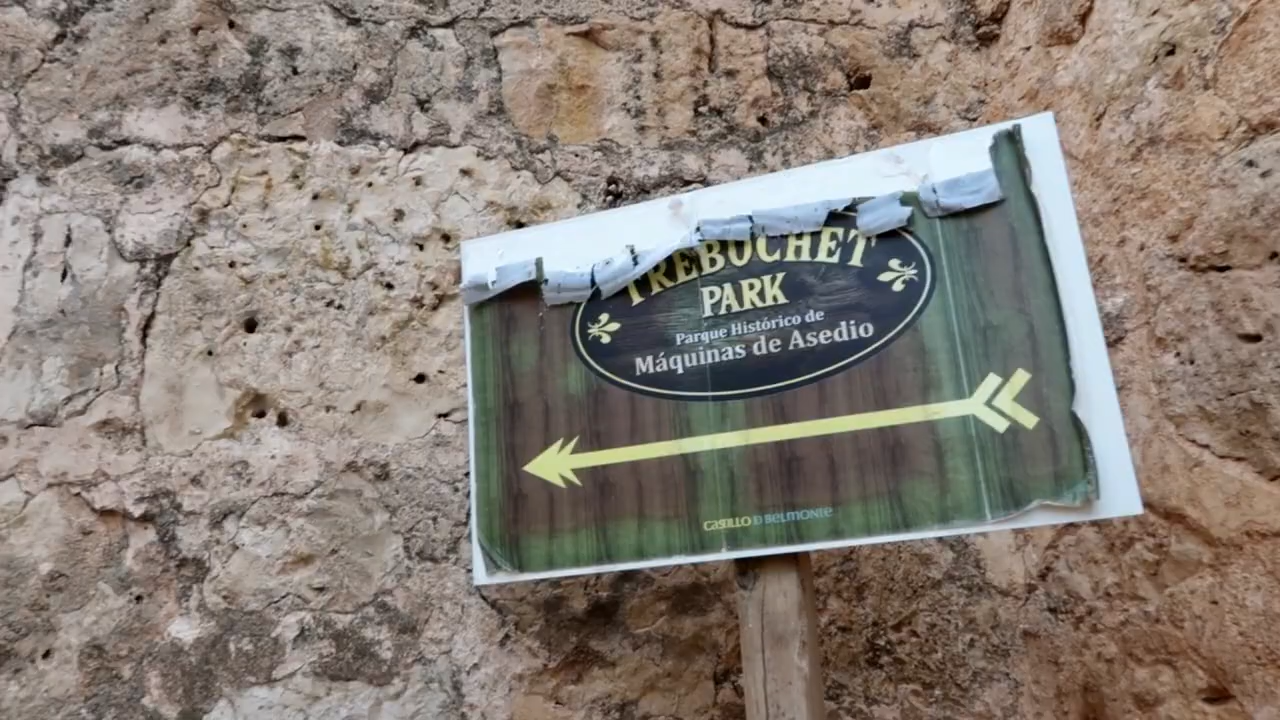 TREBUCHET
PARK
Parque Histórico de
Máquinas de Asedio
CASTILLO D BELMONTE